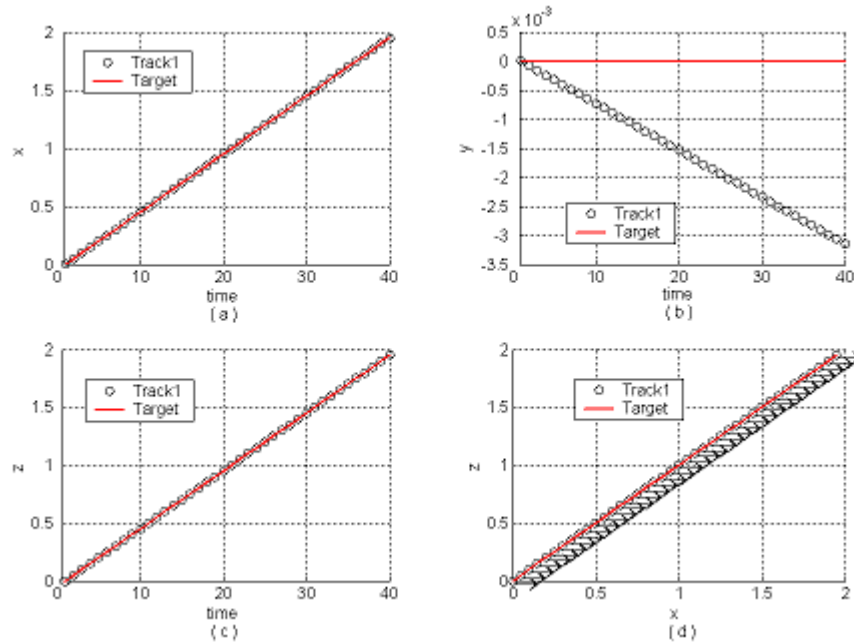 2
1.5
1
0.5
0
x
Track1
Target
10 20 30 40
time
( a )
x 10⁻³
0.5
0
-0.5
-1
-1.5
-2
-2.5
-3
-3.5
y
Track1
Target
10 20 30 40
time
( b )
2
1.5
1
0.5
0
z
Track1
Target
10 20 30 40
time
( c )
2
1.5
1
0.5
0
z
Track1
Target
0 0.5 1 1.5 2
x
( d )